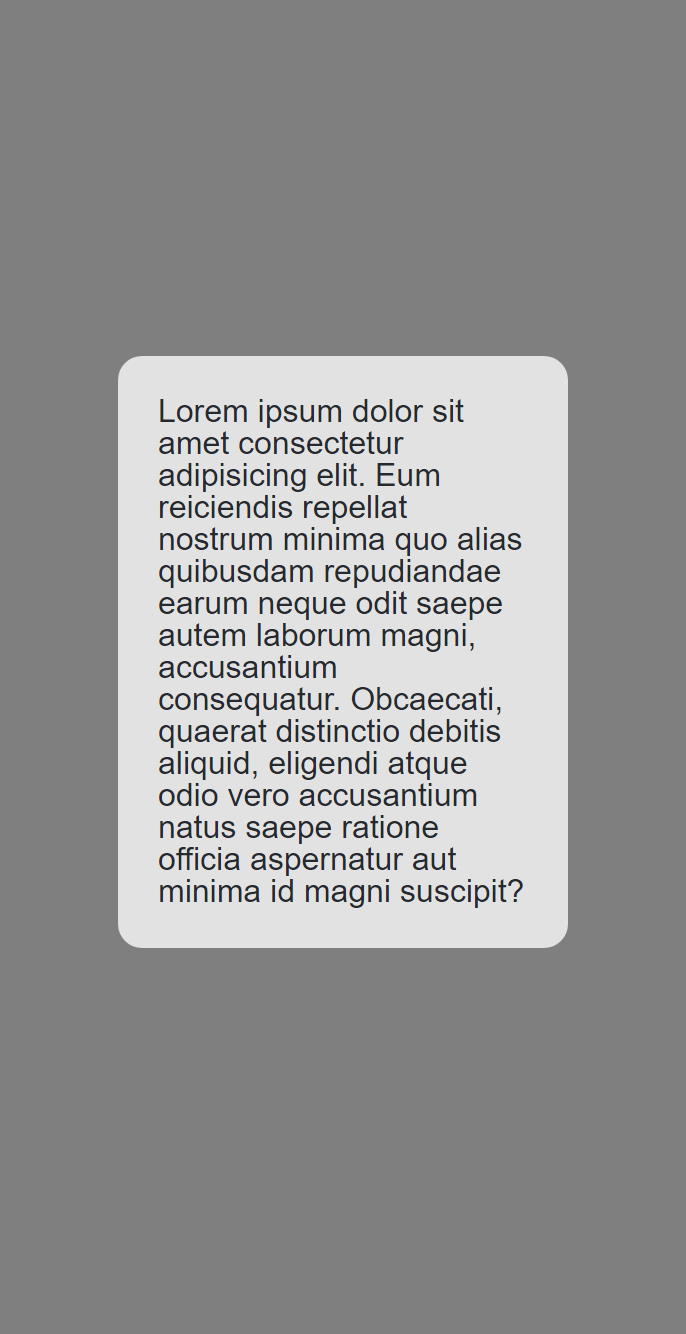 Lorem ipsum dolor sit
amet consectetur
adipisicing elit. Eum
reiciendis repellat
nostrum minima quo alias
quibusdam repudiandae
earum neque odit saepe
autem laborum magni,
accusantium
consequatur. Obcaecati,
quaerat distinctio debitis
aliquid, eligendi atque
odio vero accusantium
natus saepe ratione
officia aspernatur aut
minima id magni suscipit?